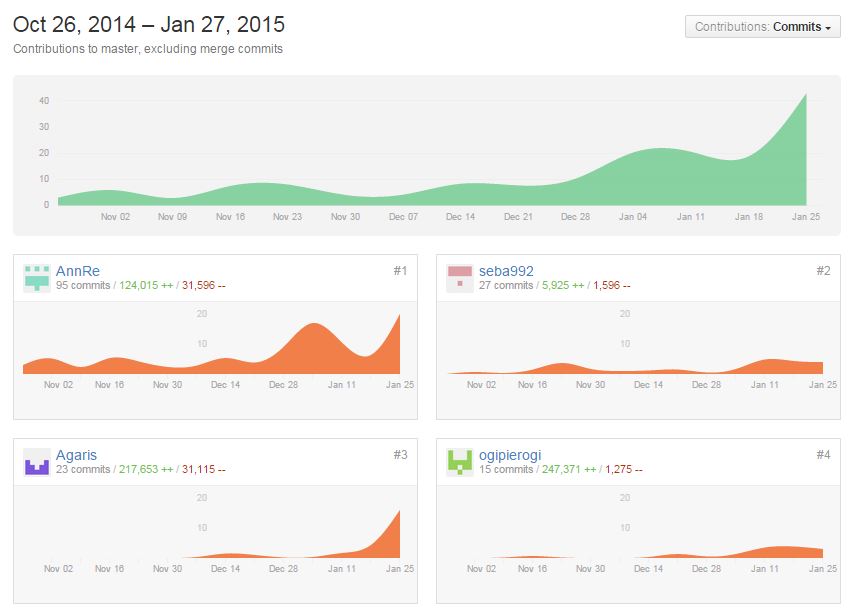 Oct 26, 2014 – Jan 27, 2015
Contributions: Commits
Contributions to master, excluding merge commits
40
30
20
10
0
Nov 02 Nov 09 Nov 16 Nov 23 Nov 30 Dec 07 Dec 14 Dec 21 Dec 28 Jan 04 Jan 11 Jan 18 Jan 25
AnnRe #1
95 commits / 124,015 ++ / 31,596 --
20
10
Nov 02 Nov 16 Nov 30 Dec 14 Dec 28 Jan 11 Jan 25
seba992 #2
27 commits / 5,925 ++ / 1,596 --
20
10
Nov 02 Nov 16 Nov 30 Dec 14 Dec 28 Jan 11 Jan 25
Agaris #3
23 commits / 217,653 ++ / 31,115 --
20
10
Nov 02 Nov 16 Nov 30 Dec 14 Dec 28 Jan 11 Jan 25
ogipierogi #4
15 commits / 247,371 ++ / 1,275 --
20
10
Nov 02 Nov 16 Nov 30 Dec 14 Dec 28 Jan 11 Jan 25